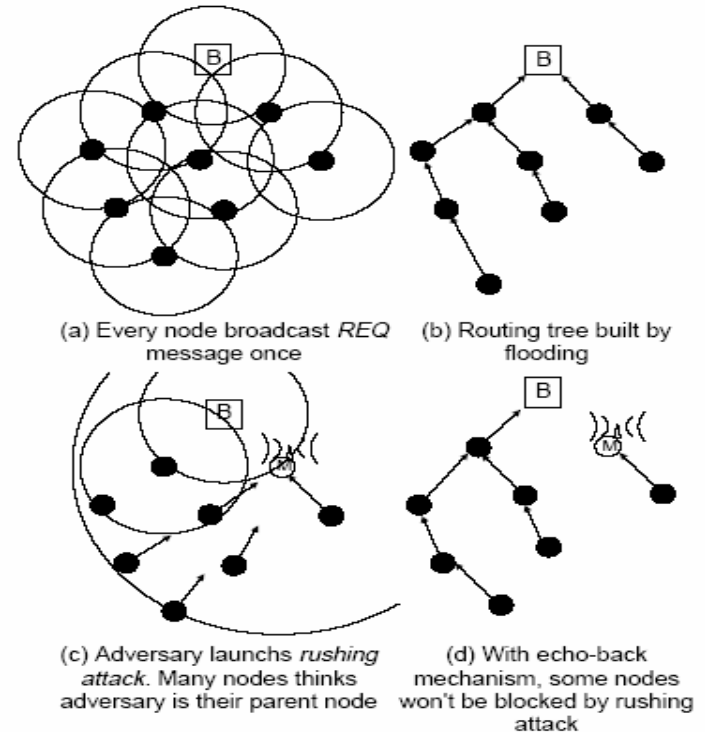 B
B
(a) Every node broadcast REQ
message once
(b) Routing tree built by
flooding
B
M
B
M
(c) Adversary launchs rushing
attack. Many nodes thinks
adversary is their parent node
(d) With echo-back
mechanism, some nodes
won't be blocked by rushing
attack